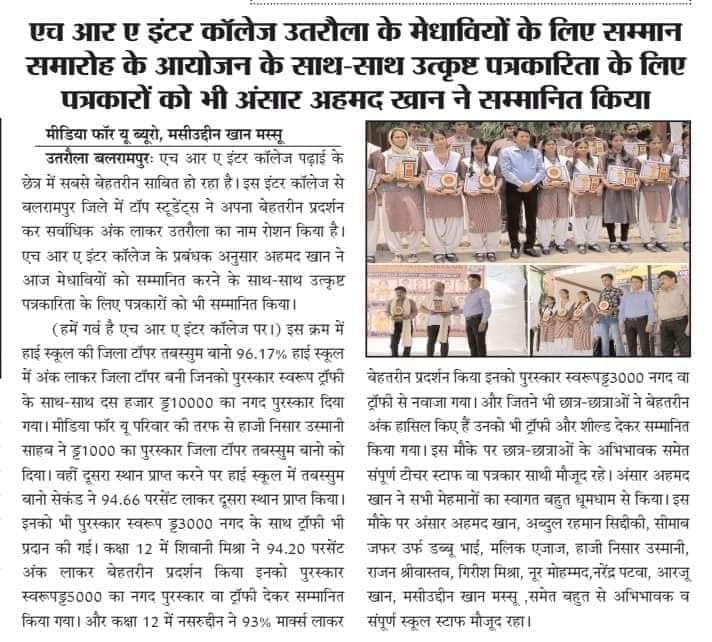 एच आर ए इंटर कॉलेज उतरौला के मेधावियों के लिए सम्मान
समारोह के आयोजन के साथ-साथ उत्कृष्ट पत्रकारिता के लिए
पत्रकारों को भी अंसार अहमद खान ने सम्मानित किया
मीडिया फॉर यू ब्यूरो, मसीउद्दीन खान मस्सू
उतरौला बलरामपुरः एच आर ए इंटर कॉलेज पढ़ाई के
छेत्र में सबसे बेहतरीन साबित हो रहा है। इस इंटर कॉलेज से
बलरामपुर जिले में टॉप स्टूडेंट्स ने अपना बेहतरीन प्रदर्शन
कर सर्वाधिक अंक लाकर उतरौला का नाम रोशन किया है।
एच आर ए इंटर कॉलेज के प्रबंधक अनुसार अहमद खान ने
आज मेधावियों को सम्मानित करने के साथ-साथ उत्कृष्ट
पत्रकारिता के लिए पत्रकारों को भी सम्मानित किया।
(हमें गर्व है एच आर ए इंटर कॉलेज पर।) इस क्रम में
हाई स्कूल की जिला टॉपर तबस्सुम बानो 96.17% हाई स्कूल
में अंक लाकर जिला टॉपर बनी जिनको पुरस्कार स्वरूप ट्रॉफी
के साथ-साथ दस हजार ड्ड10000 का नगद पुरस्कार दिया
गया। मीडिया फॉर यू परिवार की तरफ से हाजी निसार उस्मानी
साहब ने ड्ड1000 का पुरस्कार जिला टॉपर तबस्सुम बानो को
दिया। वहीं दूसरा स्थान प्राप्त करने पर हाई स्कूल में तबस्सुम
बानो सेकंड ने 94.66 परसेंट लाकर दूसरा स्थान प्राप्त किया।
इनको भी पुरस्कार स्वरूप ड्ड3000 नगद के साथ ट्रॉफी भी
प्रदान की गई। कक्षा 12 में शिवानी मिश्रा ने 94.20 परसेंट
अंक लाकर बेहतरीन प्रदर्शन किया इनको पुरस्कार
स्वरूपड्ड5000 का नगद पुरस्कार वा ट्रॉफी देकर सम्मानित
किया गया। और कक्षा 12 में नसरुद्दीन ने 93% मार्क्स लाकर
बेहतरीन प्रदर्शन किया इनको पुरस्कार स्वरूपड्ड3000 नगद वा
ट्रॉफी से नवाजा गया। और जितने भी छात्र-छात्राओं ने बेहतरीन
अंक हासिल किए हैं उनको भी ट्रॉफी और शील्ड देकर सम्मानित
किया गया। इस मौके पर छात्र-छात्राओं के अभिभावक समेत
संपूर्ण टीचर स्टाफ वा पत्रकार साथी मौजूद रहे। अंसार अहमद
खान ने सभी मेहमानों का स्वागत बहुत धूमधाम से किया। इस
मौके पर अंसार अहमद खान, अब्दुल रहमान सिद्दीकी, सीमाब
जफर उर्फ डब्बू भाई, मलिक एजाज, हाजी निसार उस्मानी,
राजन श्रीवास्तव, गिरीश मिश्रा, नूर मोहम्मद,नरेंद्र पटवा, आरजू
खान, मसीउद्दीन खान मस्सू ,समेत बहुत से अभिभावक व
संपूर्ण स्कूल स्टाफ मौजूद रहा।